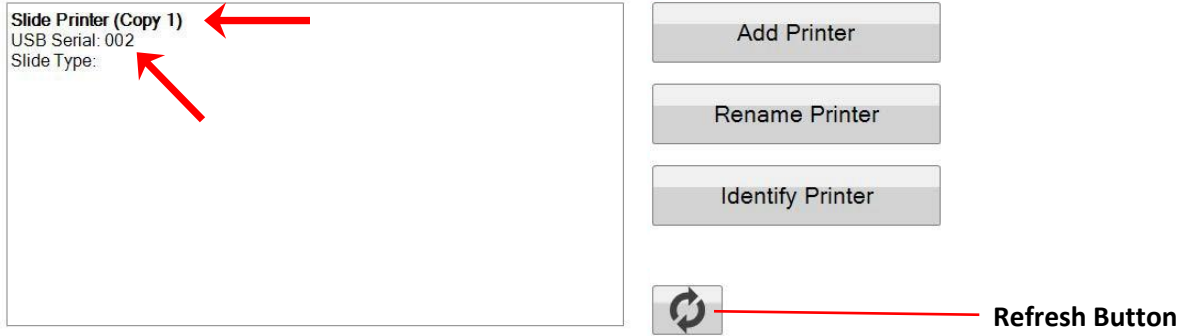 Slide Printer (Copy 1)
USB Serial: 002
Slide Type:
Add Printer
Rename Printer
Identify Printer
Refresh Button